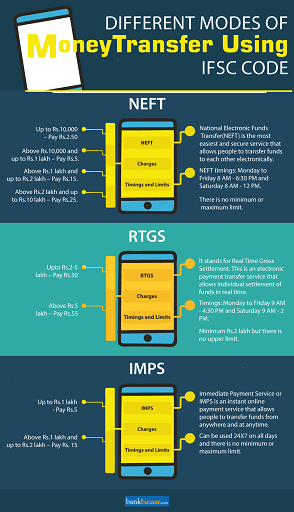 DIFFERENT MODES OF
MoneyTransfer Using
IFSC CODE
NEFT
Up to Rs.10,000
– Pay Rs.2.50
Above Rs.10,000 and
up to Rs.1 lakh – Pay Rs.5.
Above Rs.1 lakh and
up to Rs.2 lakh – Pay Rs.15.
Above Rs.2 lakh and up
to Rs.10 lakh – Pay Rs.25.
NEFT
Charges
Timings and Limits
National Electronic Funds
Transfer(NEFT) is the most
easiest and secure service that
allows people to transfer funds
to each other electronically.
NEFT timings: Monday to
Friday 8 AM - 6:30 PM and
Saturday 8 AM - 12 PM.
There is no minimum or
maximum limit.
RTGS
Upto Rs.2-5
lakh – Pay Rs.30
Above Rs.5
lakh – Pay Rs.55
RTGS
Charges
Timings and Limits
It stands for Real Time Gross
Settlement. This is an electronic
payment transfer service that
allows individual settlement of
funds in real time.
Timings: Monday to Friday 9 AM
- 4:30 PM and Saturday 9 AM - 2
PM.
Minimum Rs.2 lakh but there is
no upper limit.
IMPS
Up to Rs.1 lakh
- Pay Rs.5
Above Rs.1 lakh and
up to Rs.2 lakh – Pay Rs. 15
IMPS
Charges
Timings and Limits
Immediate Payment Service or
IMPS is an instant online
payment service that allows
people to transfer funds from
anywhere and at anytime.
Can be used 24X7 on all days
and there is no minimum or
maximum limit.
bankbazaar.com